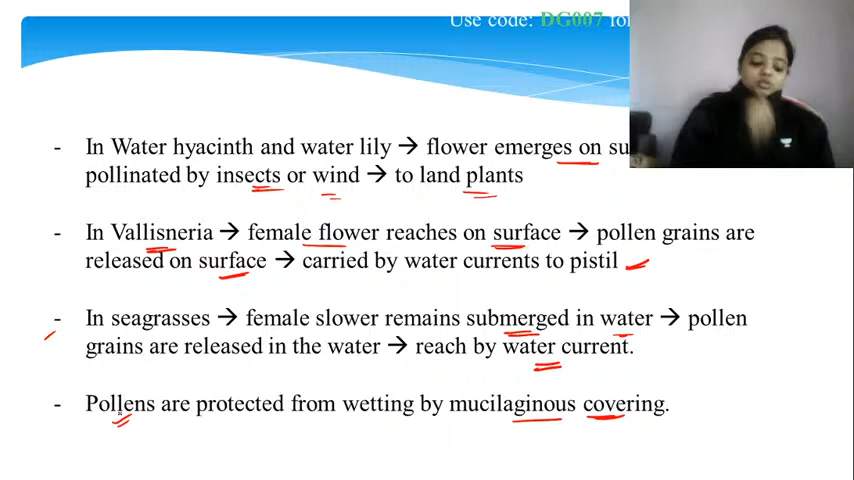 Use code: DG007 for
- In Water hyacinth and water lily → flower emerges on
pollinated by insects or wind → to land plants
- In Vallisneria → female flower reaches on surface → pollen grains are
released on surface → carried by water currents to pistil
- In seagrasses → female slower remains submerged in water → pollen
grains are released in the water → reach by water current.
- Pollens are protected from wetting by mucilaginous covering.